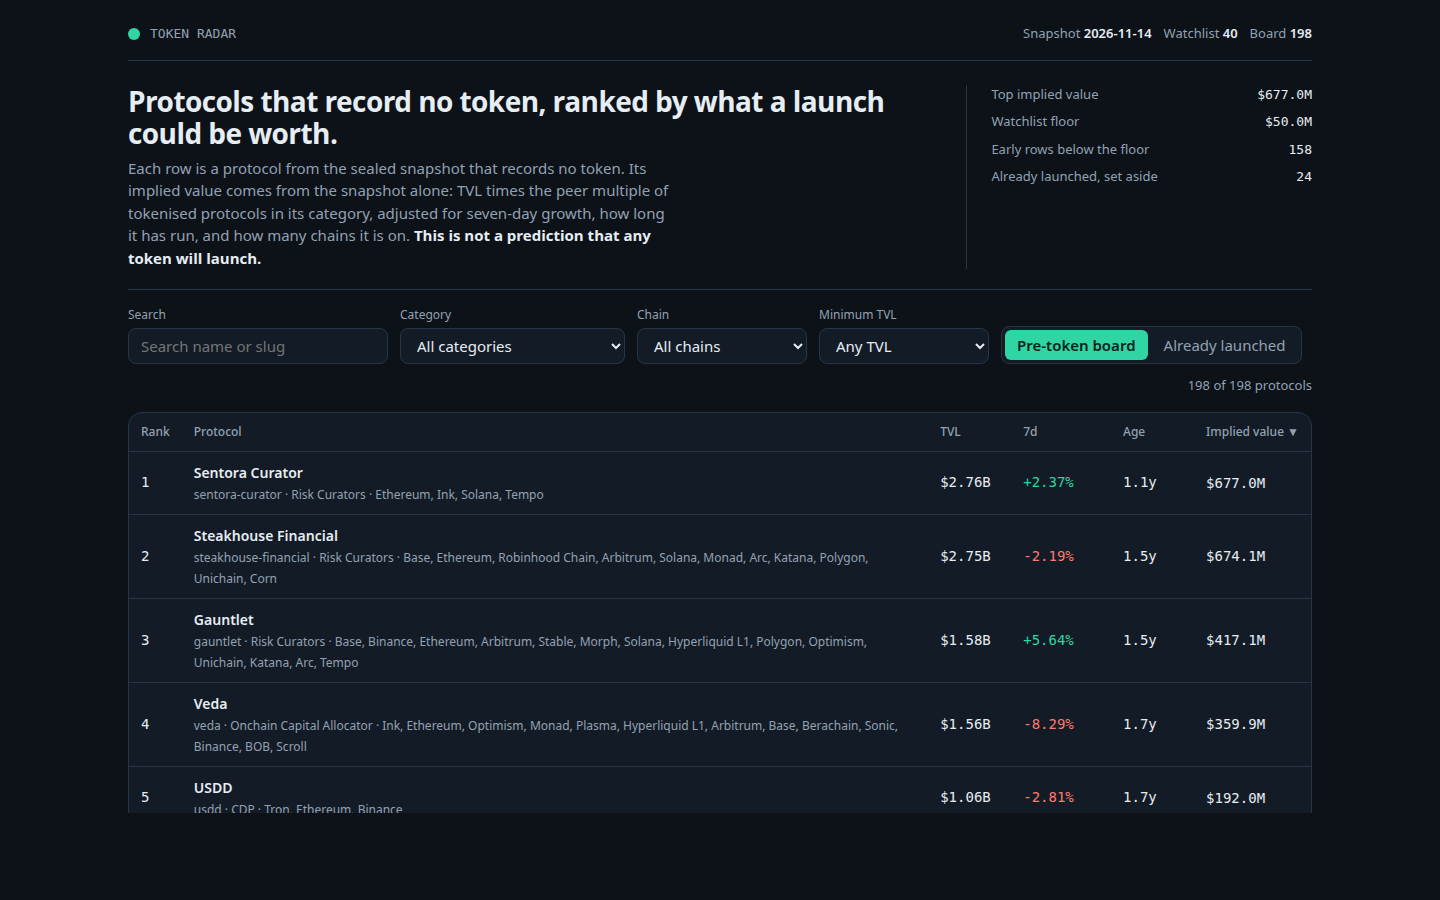 TOKEN RADAR
Snapshot 2026-11-14 Watchlist 40 Board 198
Protocols that record no token, ranked by what a launch
could be worth.
Each row is a protocol from the sealed snapshot that records no token. Its
implied value comes from the snapshot alone: TVL times the peer multiple of
tokenised protocols in its category, adjusted for seven-day growth, how long
it has run, and how many chains it is on. This is not a prediction that any
token will launch.
Top implied value $677.0M
Watchlist floor $50.0M
Early rows below the floor 158
Already launched, set aside 24
Search Category Chain Minimum TVL
Search name or slug All categories All chains Any TVL Pre-token board Already launched
198 of 198 protocols
Rank Protocol TVL 7d Age Implied value ▼
1 Sentora Curator $2.76B +2.37% 1.1y $677.0M
sentora-curator · Risk Curators · Ethereum, Ink, Solana, Tempo
2 Steakhouse Financial $2.75B -2.19% 1.5y $674.1M
steakhouse-financial · Risk Curators · Base, Ethereum, Robinhood Chain, Arbitrum, Solana, Monad, Arc, Katana, Polygon,
Unichain, Corn
3 Gauntlet $1.58B +5.64% 1.5y $417.1M
gauntlet · Risk Curators · Base, Binance, Ethereum, Arbitrum, Stable, Morph, Solana, Hyperliquid L1, Polygon, Optimism,
Unichain, Katana, Arc, Tempo
4 Veda $1.56B -8.29% 1.7y $359.9M
veda · Onchain Capital Allocator · Ink, Ethereum, Optimism, Monad, Plasma, Hyperliquid L1, Arbitrum, Base, Berachain, Sonic,
Binance, BOB, Scroll
5 USDD $1.06B -2.81% 1.7y $192.0M
usdd · CDP · Tron, Ethereum, Binance